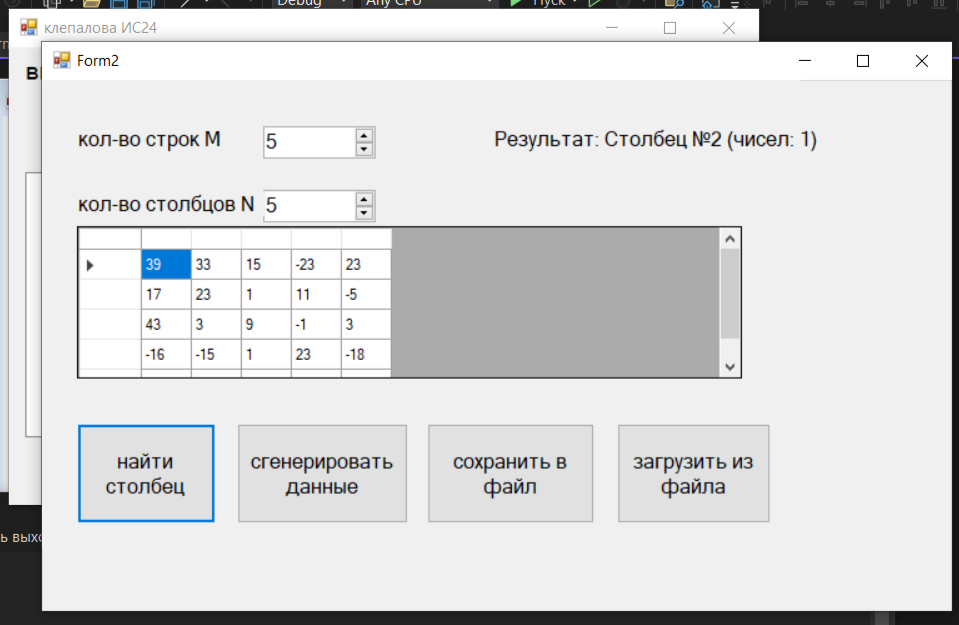 Debug
Any CPU
Пуск
клепалова ИС24
Form2
кол-во строк М
5
Результат: Столбец №2 (чисел: 1)
кол-во столбцов N
5
39 33 15 -23 23
17 23 1 11 -5
43 3 9 -1 3
-16 -15 1 23 -18
найти
столбец
сгенерировать
данные
сохранить в
файл
загрузить из
файла